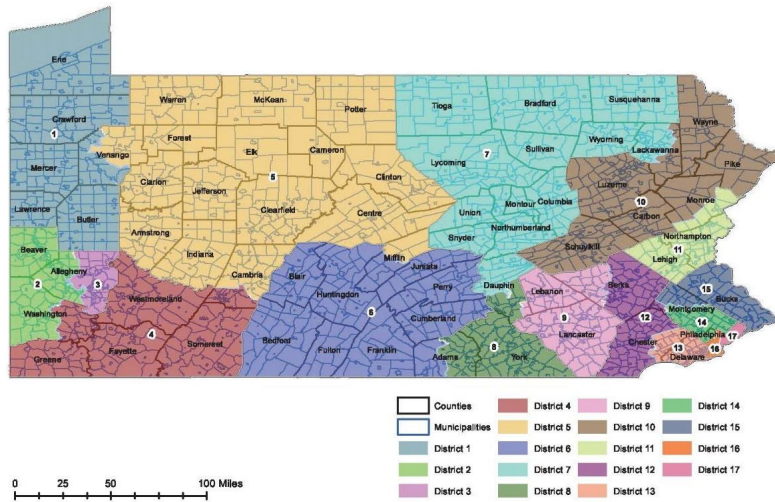 Erie
Warren
McKean
Potter
Tioga
Bradford
Susquehanna
Wayne
Crawford
1
Forest
Wyoming
Lackawanna
Venango
Elk
Cameron
Sullivan
Mercer
Lycoming
7
Pike
Clarion
Jefferson
5
Clinton
Luzerne
Lawrence
Butler
Clearfield
Centre
Union
Montour
Columbia
10
Monroe
Carbon
Armstrong
Snyder
Northumberland
Northampton
Beaver
Indiana
Mifflin
Schuylkill
11
Lehigh
Allegheny
Cambria
Blair
Juniata
2
3
Huntingdon
Perry
Dauphin
Lebanon
Berks
15
Bucks
Westmoreland
Washington
6
Cumberland
9
12
Montgomery
14
4
Lancaster
Philadelphia
17
Greene
Fayette
Somerset
Bedford
Fulton
Franklin
Adams
8
York
Chester
13
16
Delaware
Counties
Municipalities
District 1
District 2
District 3
District 4
District 5
District 6
District 7
District 8
District 9
District 10
District 11
District 12
District 13
District 14
District 15
District 16
District 17
0 25 50 100 Miles